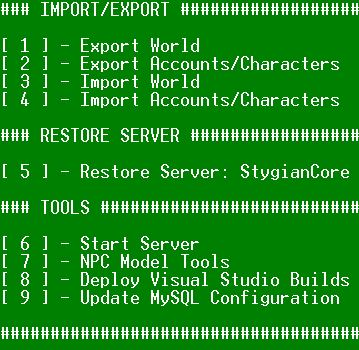 ### IMPORT/EXPORT ##################
[ 1 ] - Export World
[ 2 ] - Export Accounts/Characters
[ 3 ] - Import World
[ 4 ] - Import Accounts/Characters
### RESTORE SERVER #################
[ 5 ] - Restore Server: StygianCore
### TOOLS ##########################
[ 6 ] - Start Server
[ 7 ] - NPC Model Tools
[ 8 ] - Deploy Visual Studio Builds
[ 9 ] - Update MySQL Configuration
####################################